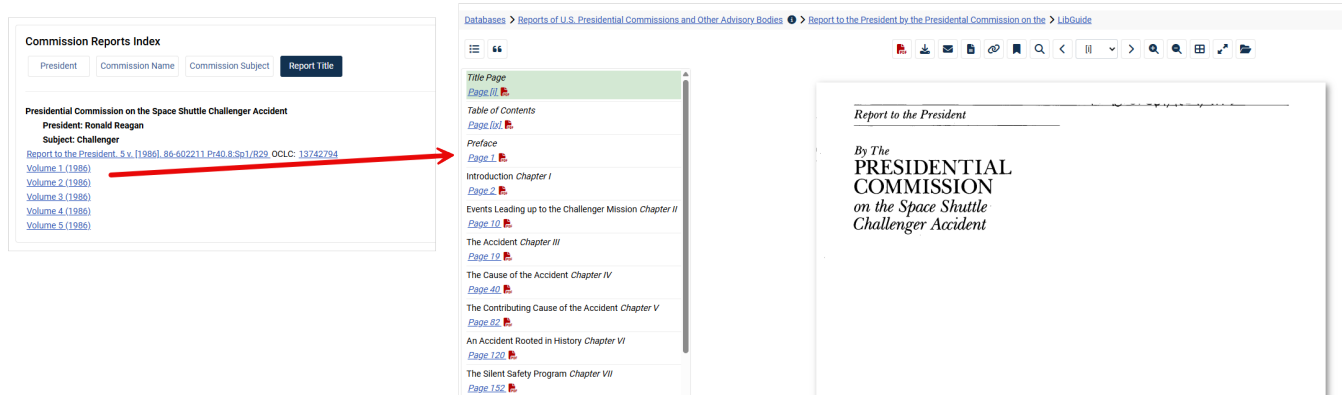 Commission Reports Index
President Commission Name Commission Subject Report Title
Presidential Commission on the Space Shuttle Challenger Accident
President: Ronald Reagan
Subject: Challenger
Report to the President. 5 v. [1986]. 86-602211 Pr40.8:Sp1/R29. OCLC: 13742794
Volume 1 (1986)
Volume 2 (1986)
Volume 3 (1986)
Volume 4 (1986)
Volume 5 (1986)
Databases > Reports of U.S. Presidential Commissions and Other Advisory Bodies > Report to the President by the Presidental Commission on the > LibGuide
[i]
Title Page
Page [i]
Table of Contents
Page [ix]
Preface
Page 1
Introduction Chapter I
Page 2
Events Leading up to the Challenger Mission Chapter II
Page 10
The Accident Chapter III
Page 19
The Cause of the Accident Chapter IV
Page 40
The Contributing Cause of the Accident Chapter V
Page 82
An Accident Rooted in History Chapter VI
Page 120
The Silent Safety Program Chapter VII
Page 152
Report to the President
By The
PRESIDENTIAL
COMMISSION
on the Space Shuttle
Challenger Accident